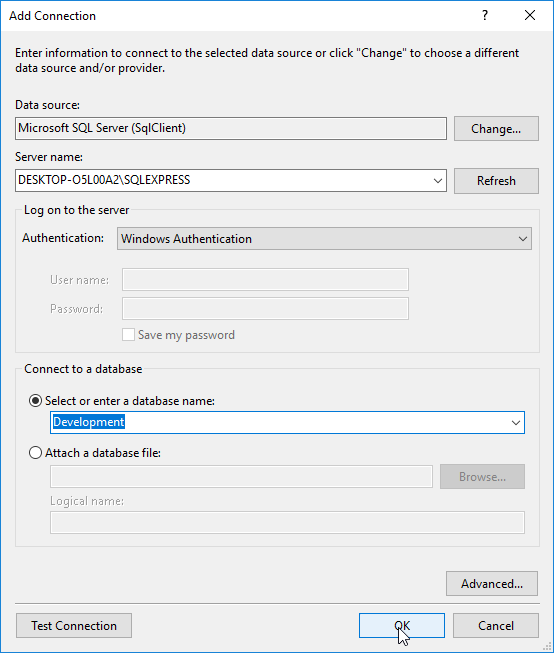 Add Connection
?
Enter information to connect to the selected data source or click "Change" to choose a different
data source and/or provider.
Data source:
Microsoft SQL Server (SqlClient)
Change...
Server name:
DESKTOP-O5L00A2\SQLEXPRESS
Refresh
Log on to the server
Authentication:
Windows Authentication
User name:
Password:
Save my password
Connect to a database
Select or enter a database name:
Development
Attach a database file:
Browse...
Logical name:
Advanced...
Test Connection
OK
Cancel